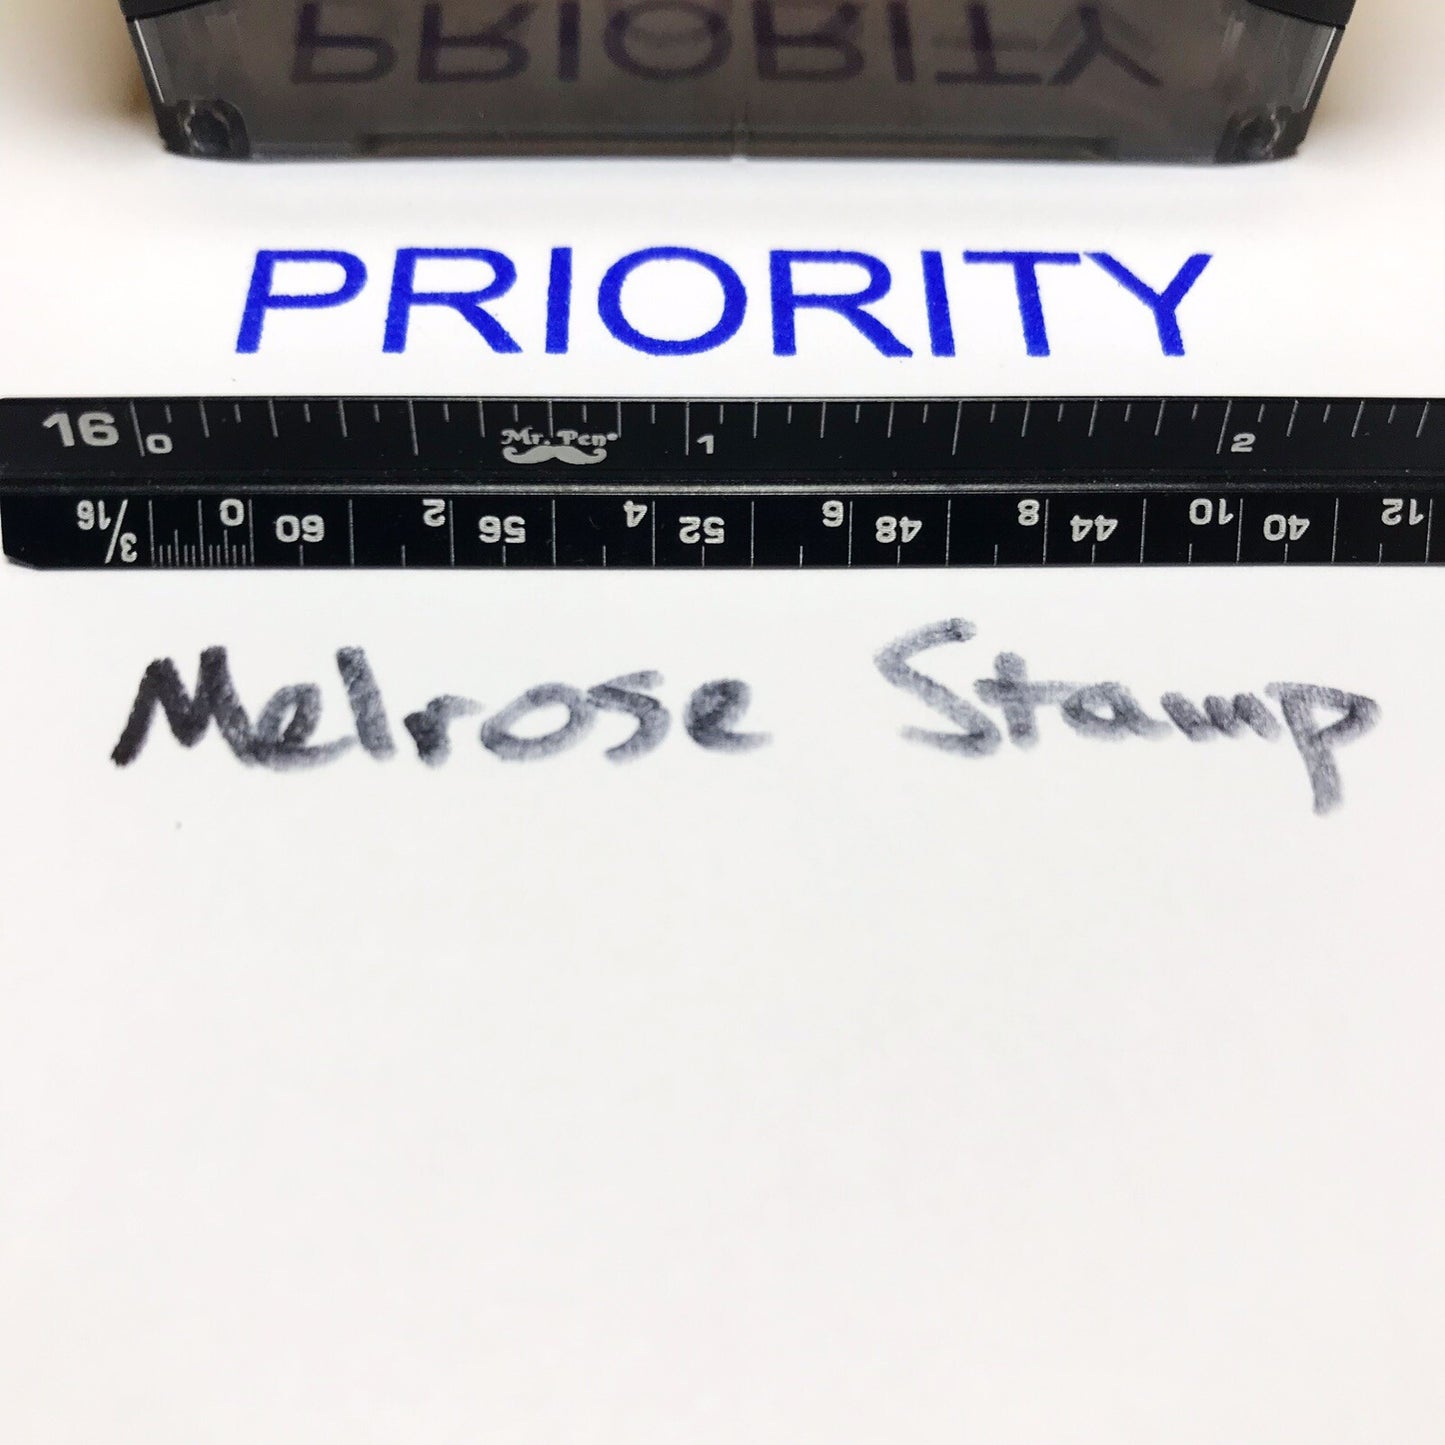 PRIORITY
PRIORITY
16 0 Mr. Pen® 1 2
3/16 0 60 2 56 4 52 6 48 8 44 10 40 12
Melrose Stamp